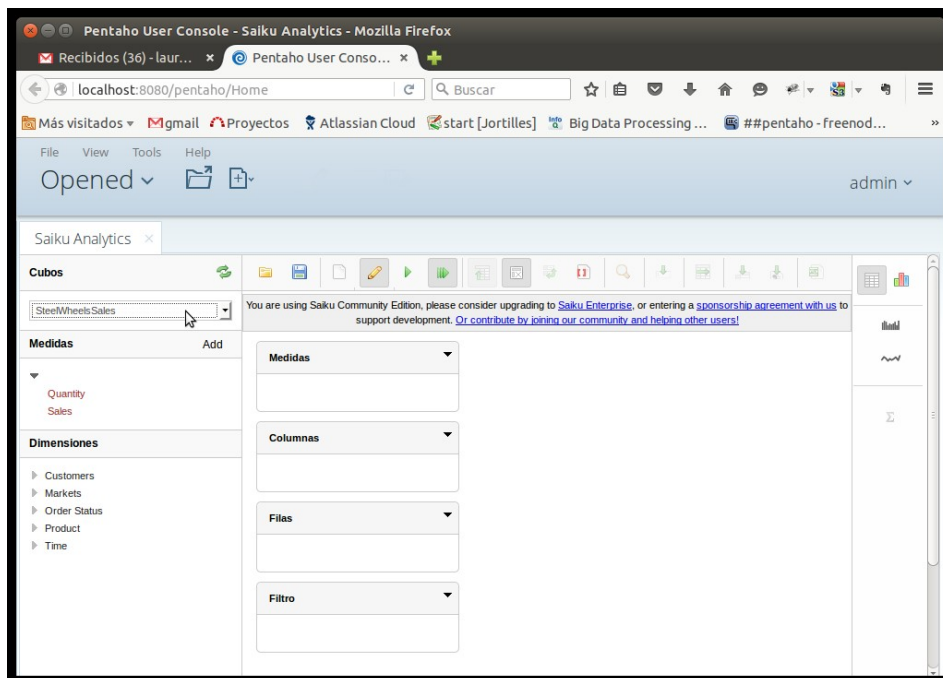 Pentaho User Console - Saiku Analytics - Mozilla Firefox
Recibidos (36) - laur...
Pentaho User Conso...
localhost:8080/pentaho/Home
Buscar
Más visitados
gmail
Proyectos
Atlassian Cloud
start [Jortilles]
Big Data Processing ...
##pentaho - freenod...
»
File View Tools Help
Opened
admin
Saiku Analytics
Cubos
SteelWheelsSales
You are using Saiku Community Edition, please consider upgrading to Saiku Enterprise, or entering a sponsorship agreement with us to
support development. Or contribute by joining our community and helping other users!
Medidas Add
Quantity
Sales
Dimensiones
Customers
Markets
Order Status
Product
Time
Medidas
Columnas
Filas
Filtro
Σ